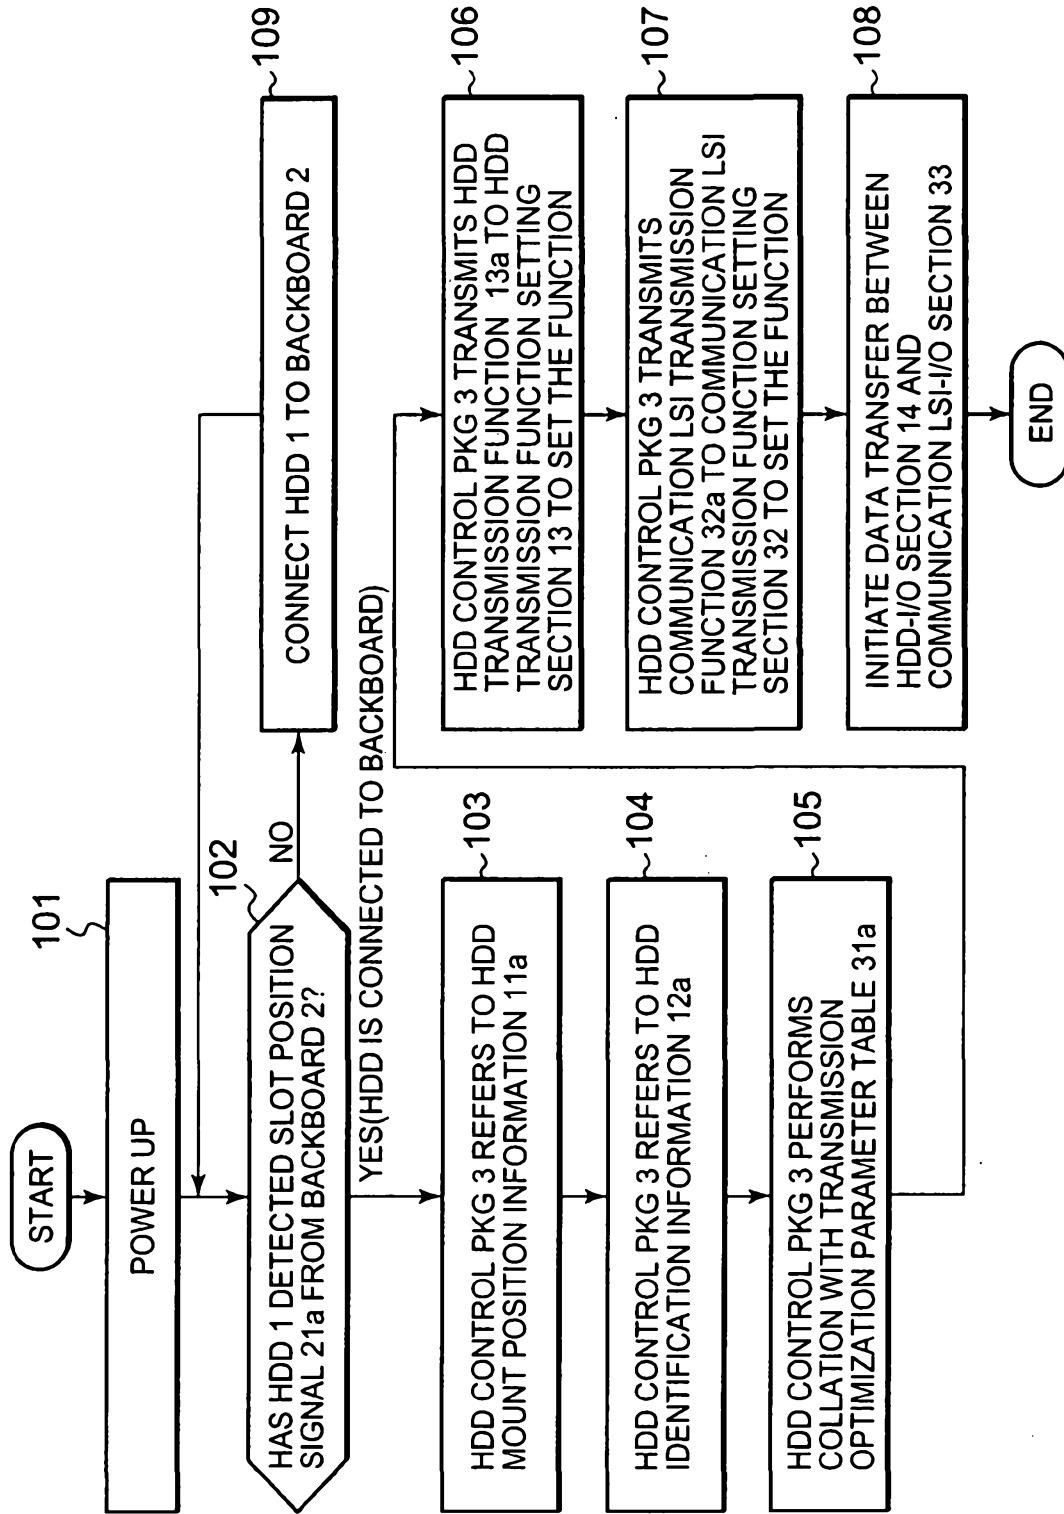 START
101
POWER UP
102
HAS HDD 1 DETECTED SLOT POSITION
SIGNAL 21a FROM BACKBOARD 2?
NO
109
CONNECT HDD 1 TO BACKBOARD 2
YES(HDD IS CONNECTED TO BACKBOARD)
103
HDD CONTROL PKG 3 REFERS TO HDD
MOUNT POSITION INFORMATION 11a
104
HDD CONTROL PKG 3 REFERS TO HDD
IDENTIFICATION INFORMATION 12a
105
HDD CONTROL PKG 3 PERFORMS
COLLATION WITH TRANSMISSION
OPTIMIZATION PARAMETER TABLE 31a
106
HDD CONTROL PKG 3 TRANSMITS HDD
TRANSMISSION FUNCTION 13a TO HDD
TRANSMISSION FUNCTION SETTING
SECTION 13 TO SET THE FUNCTION
107
HDD CONTROL PKG 3 TRANSMITS
COMMUNICATION LSI TRANSMISSION
FUNCTION 32a TO COMMUNICATION LSI
TRANSMISSION FUNCTION SETTING
SECTION 32 TO SET THE FUNCTION
108
INITIATE DATA TRANSFER BETWEEN
HDD-I/O SECTION 14 AND
COMMUNICATION LSI-I/O SECTION 33
END